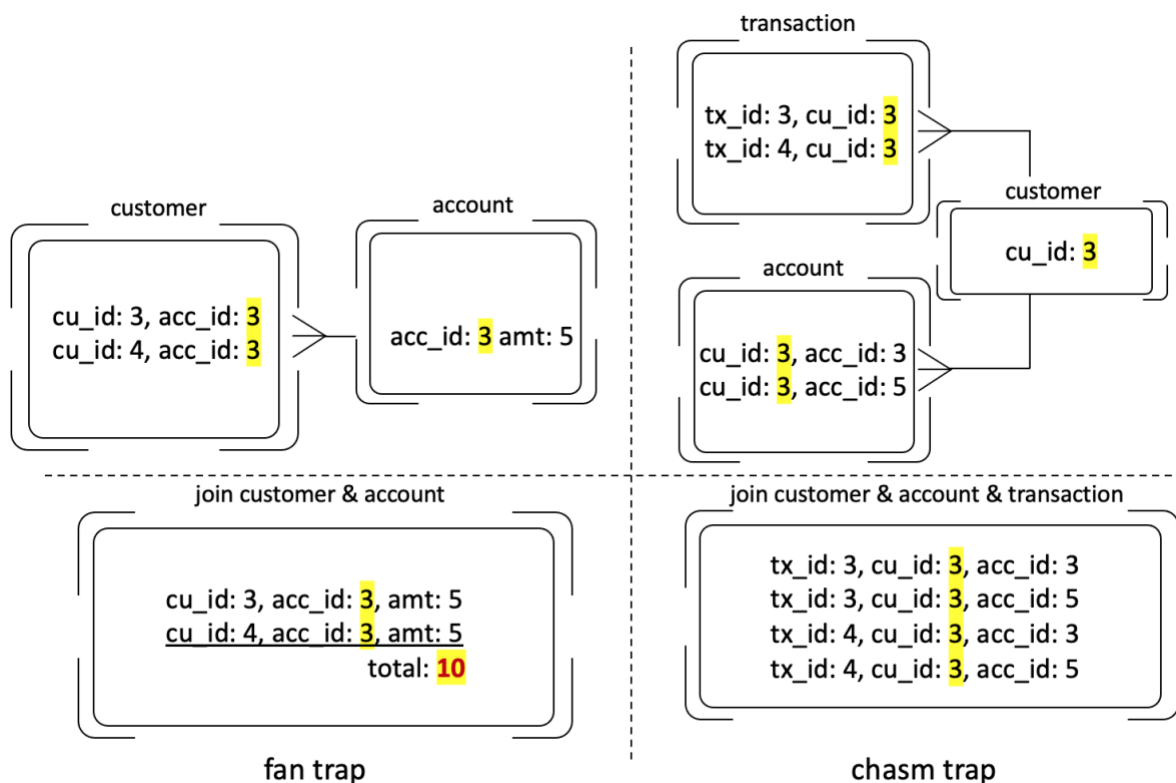 customer
cu_id: 3, acc_id: 3
cu_id: 4, acc_id: 3
account
acc_id: 3 amt: 5
transaction
tx_id: 3, cu_id: 3
tx_id: 4, cu_id: 3
customer
cu_id: 3
account
cu_id: 3, acc_id: 3
cu_id: 3, acc_id: 5
join customer & account
cu_id: 3, acc_id: 3, amt: 5
cu_id: 4, acc_id: 3, amt: 5
total: 10
fan trap
join customer & account & transaction
tx_id: 3, cu_id: 3, acc_id: 3
tx_id: 3, cu_id: 3, acc_id: 5
tx_id: 4, cu_id: 3, acc_id: 3
tx_id: 4, cu_id: 3, acc_id: 5
chasm trap